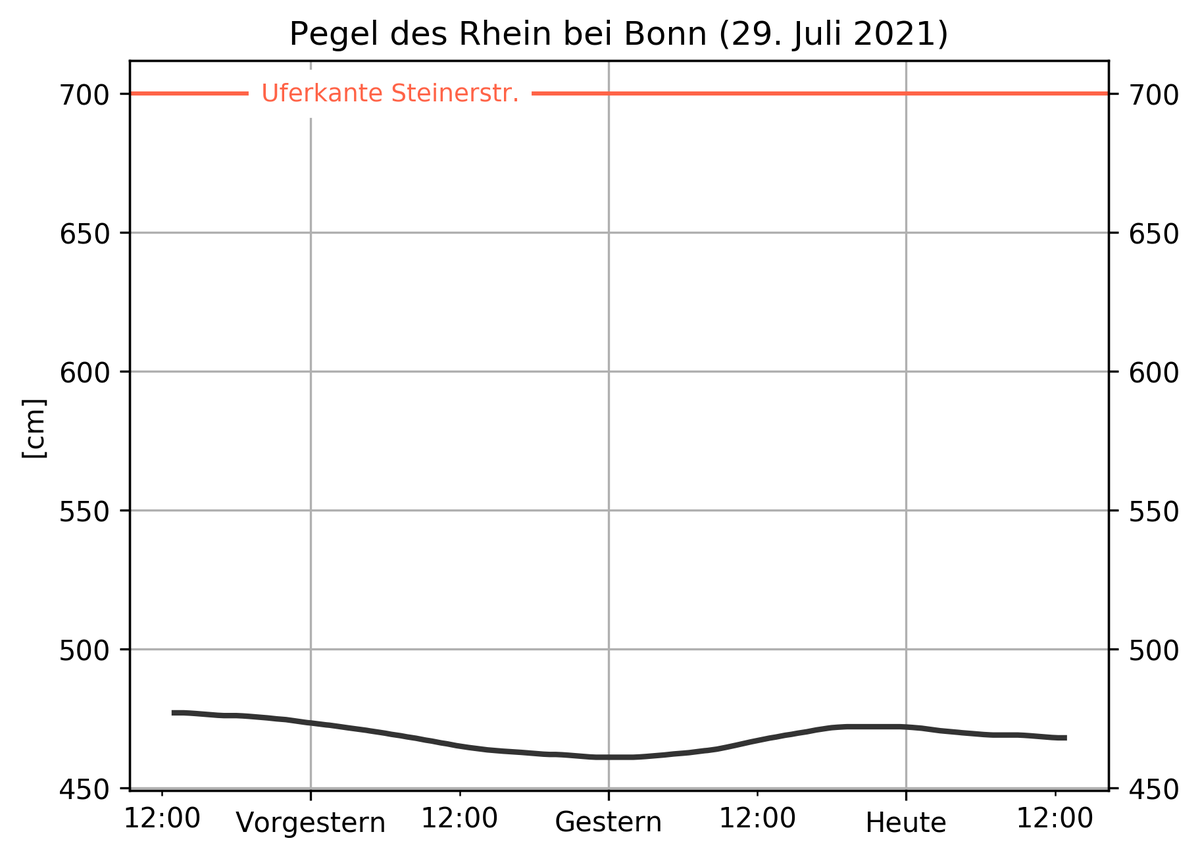 Pegel des Rhein bei Bonn (29. Juli 2021)
700 Uferkante Steinerstr. 700
650 650
600 600
[cm]
550 550
500 500
450 450
12:00 Vorgestern 12:00 Gestern 12:00 Heute 12:00